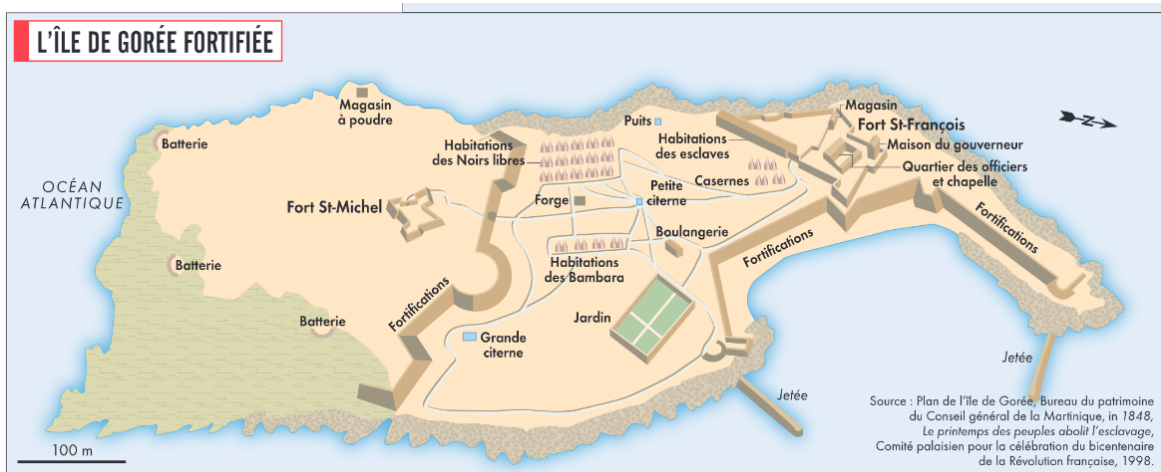 L'ÎLE DE GORÉE FORTIFIÉE
Magasin
à poudre
Batterie
OCÉAN
ATLANTIQUE
Habitations
des Noirs libres
Puits
Habitations
des esclaves
Magasin
Fort St-François
Maison du gouverneur
Quartier des officiers
et chapelle
N
Casernes
Fort St-Michel
Forge
Petite
citerne
Boulangerie
Fortifications
Fortifications
Batterie
Habitations
des Bambara
Fortifications
Batterie
Jardin
Grande
citerne
Jetée
Jetée
100 m
Source : Plan de l'île de Gorée, Bureau du patrimoine
du Conseil général de la Martinique, in 1848,
Le printemps des peuples abolit l'esclavage,
Comité palaisien pour la célébration du bicentenaire
de la Révolution française, 1998.